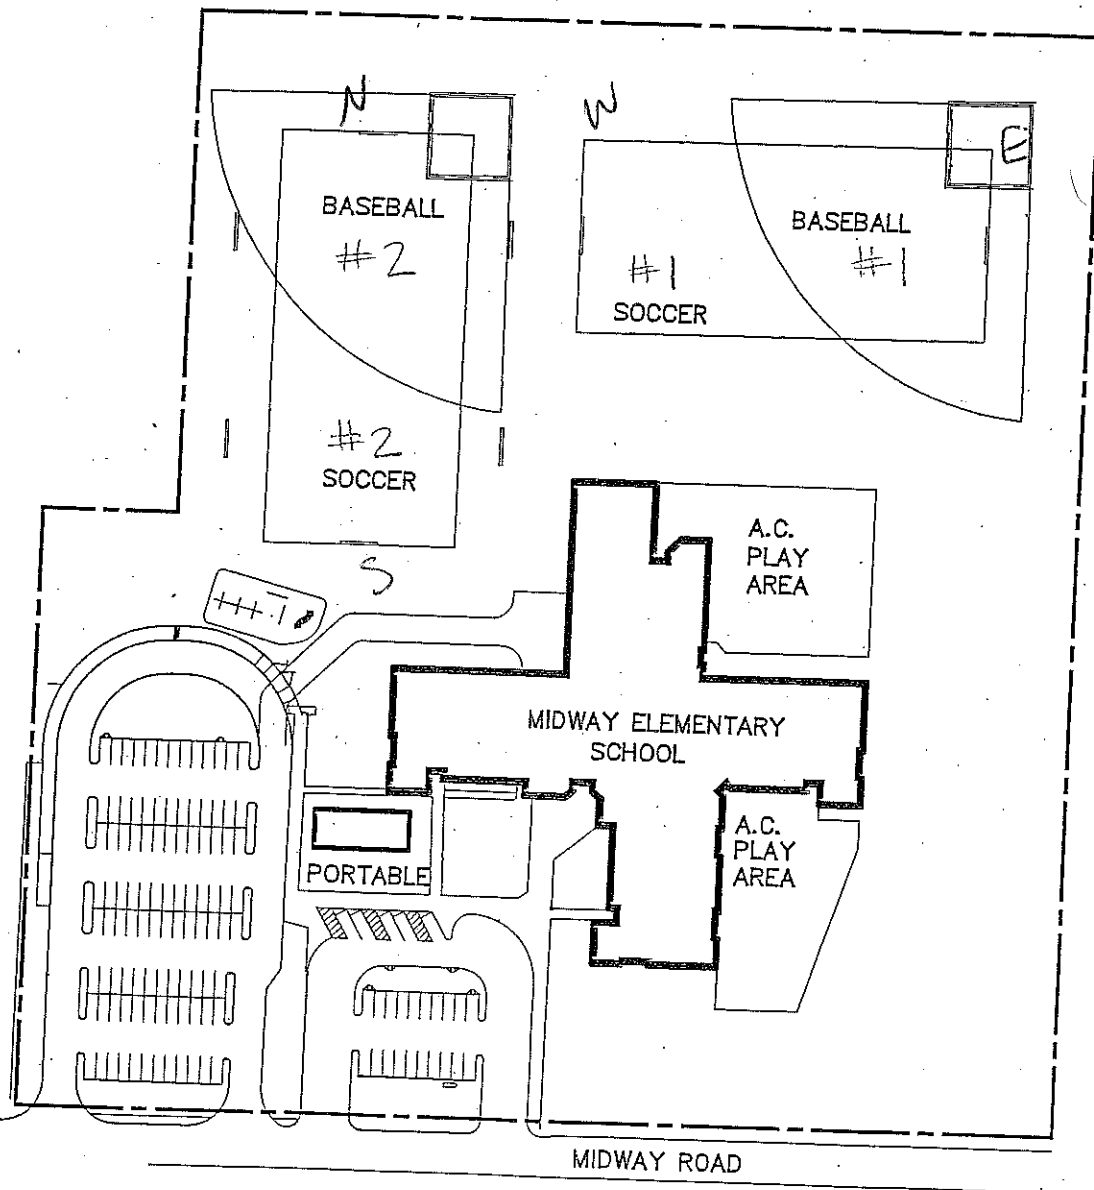 N
W
E
BASEBALL
#2
BASEBALL
#1
#1
SOCCER
#2
SOCCER
S
A.C.
PLAY
AREA
MIDWAY ELEMENTARY
SCHOOL
A.C.
PLAY
AREA
PORTABLE
MIDWAY ROAD